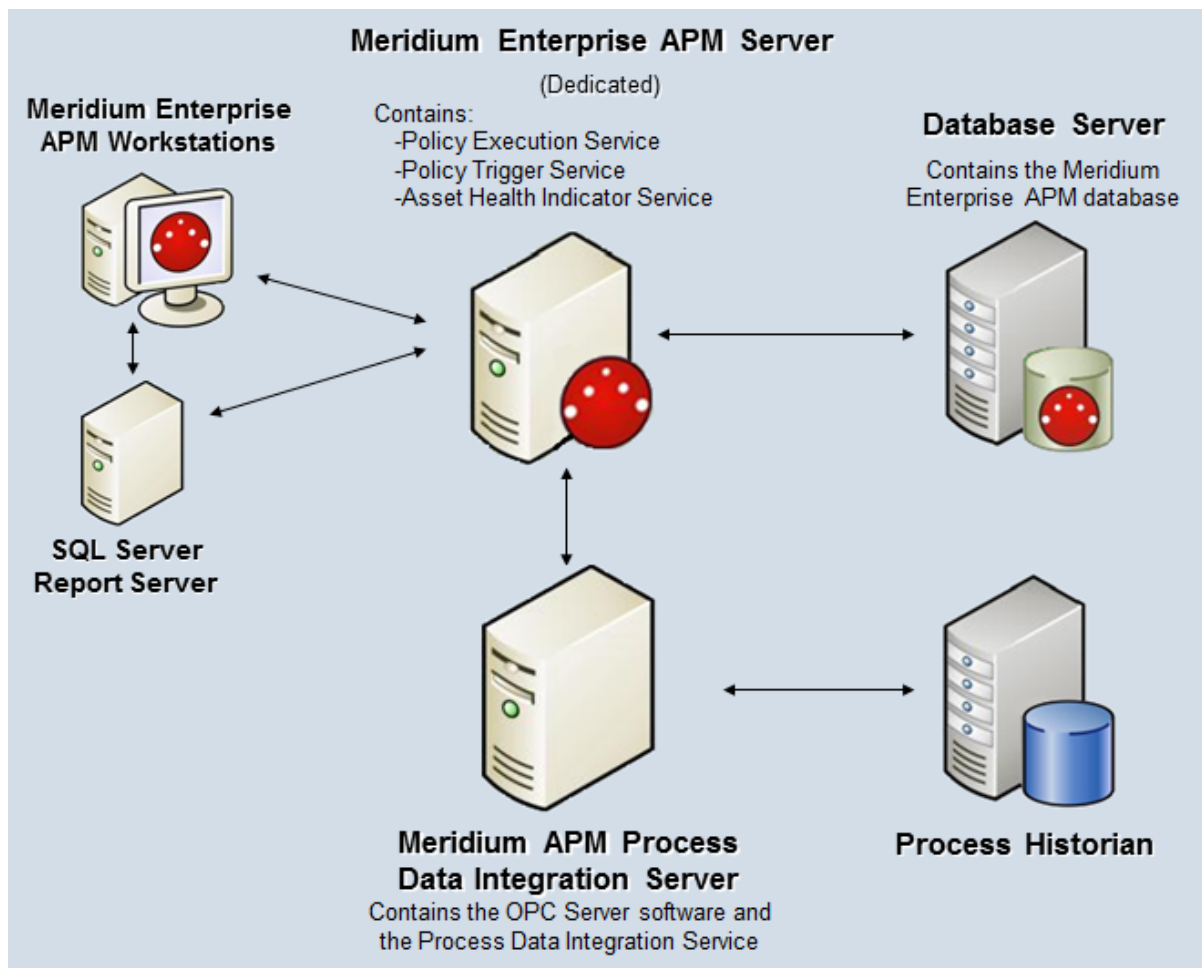 Meridium Enterprise APM Server
(Dedicated)
Contains:
-Policy Execution Service
-Policy Trigger Service
-Asset Health Indicator Service
Meridium Enterprise
APM Workstations
Database Server
Contains the Meridium
Enterprise APM database
SQL Server
Report Server
Meridium APM Process
Data Integration Server
Contains the OPC Server software and
the Process Data Integration Service
Process Historian